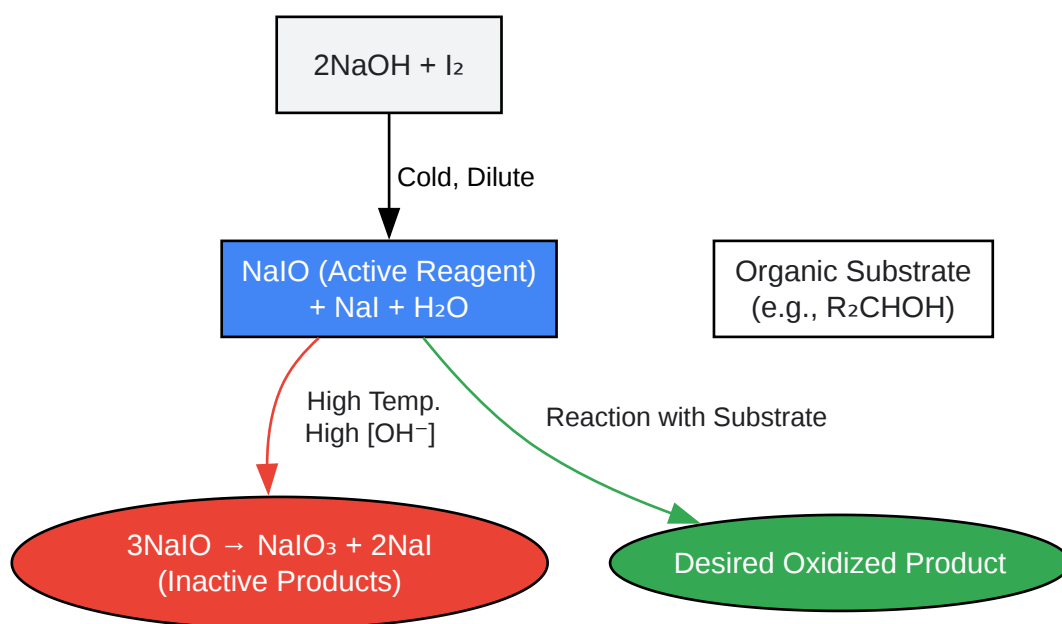 2NaOH + I₂
Cold, Dilute
NaIO (Active Reagent)
+ NaI + H₂O
Organic Substrate
(e.g., R₂CHOH)
High Temp.
High [OH⁻]
Reaction with Substrate
3NaIO → NaIO₃ + 2NaI
(Inactive Products)
Desired Oxidized Product